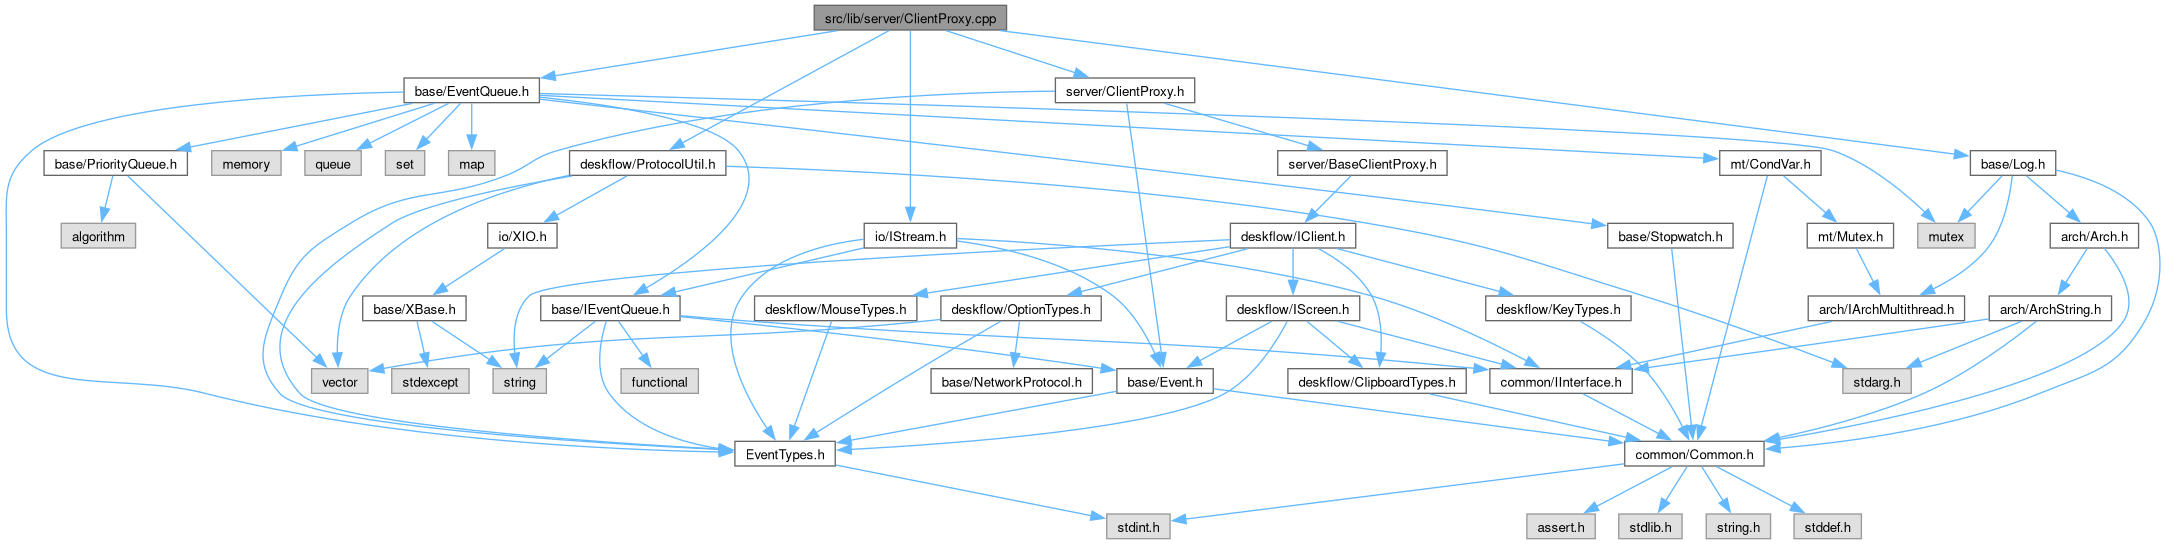 src/lib/server/ClientProxy.cpp
base/EventQueue.h
server/ClientProxy.h
base/PriorityQueue.h
memory
queue
set
map
deskflow/ProtocolUtil.h
server/BaseClientProxy.h
mt/CondVar.h
base/Log.h
algorithm
io/XIO.h
io/IStream.h
deskflow/IClient.h
base/Stopwatch.h
mt/Mutex.h
mutex
arch/Arch.h
base/XBase.h
base/IEventQueue.h
deskflow/MouseTypes.h
deskflow/OptionTypes.h
deskflow/IScreen.h
deskflow/KeyTypes.h
arch/IArchMultithread.h
arch/ArchString.h
vector
stdexcept
string
functional
base/NetworkProtocol.h
base/Event.h
deskflow/ClipboardTypes.h
common/IInterface.h
stdarg.h
EventTypes.h
common/Common.h
stdint.h
assert.h
stdlib.h
string.h
stddef.h